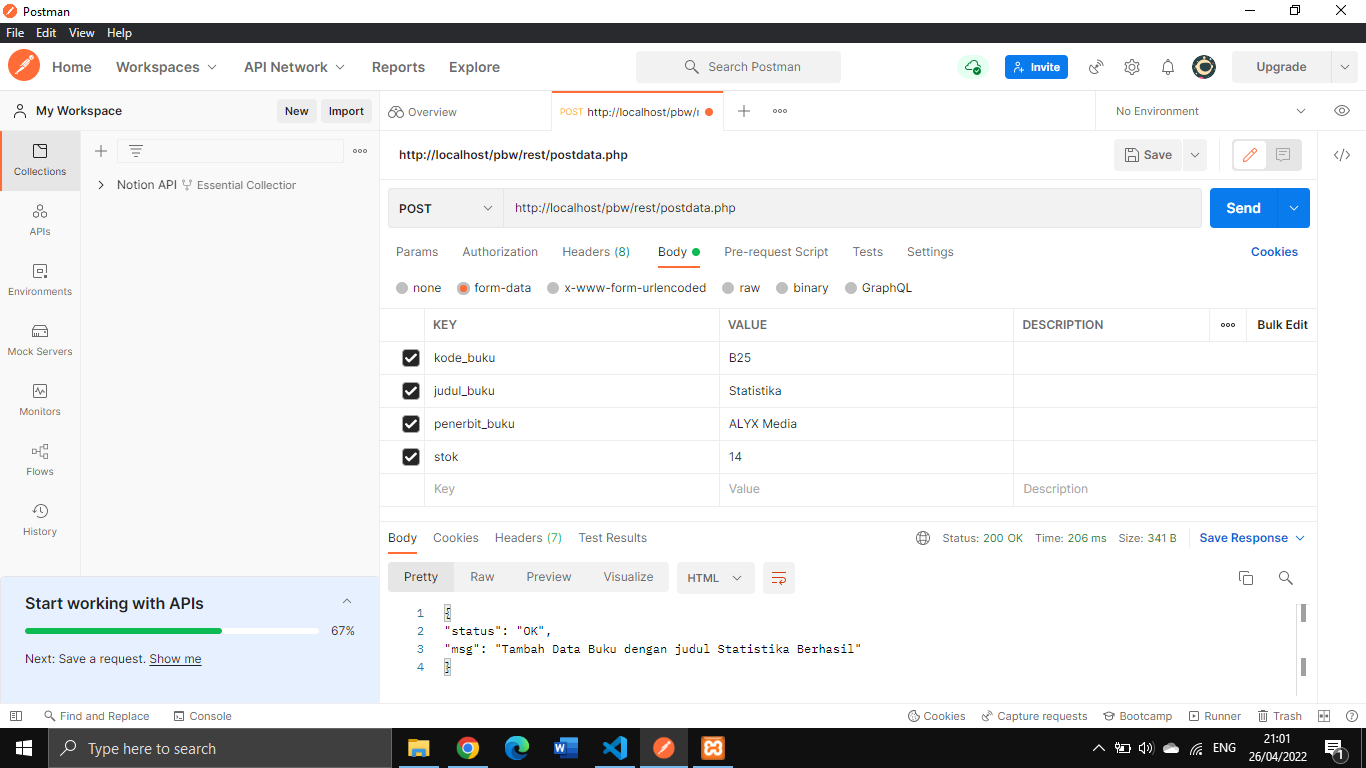 Postman
File Edit View Help
Home Workspaces API Network Reports Explore Search Postman Invite Upgrade
My Workspace New Import Overview POST http://localhost/pbw/r No Environment
Collections
APIs
Environments
Mock Servers
Monitors
Flows
History
Notion API Essential Collection
http://localhost/pbw/rest/postdata.php Save
POST http://localhost/pbw/rest/postdata.php Send
Params Authorization Headers (8) Body Pre-request Script Tests Settings Cookies
none form-data x-www-form-urlencoded raw binary GraphQL
KEY VALUE DESCRIPTION Bulk Edit
kode_buku B25
judul_buku Statistika
penerbit_buku ALYX Media
stok 14
Key Value Description
Body Cookies Headers (7) Test Results Status: 200 OK Time: 206 ms Size: 341 B Save Response
Pretty Raw Preview Visualize HTML
1 {
2 "status": "OK",
3 "msg": "Tambah Data Buku dengan judul Statistika Berhasil"
4 }
Start working with APIs
67%
Next: Save a request. Show me
Find and Replace Console Cookies Capture requests Bootcamp Runner Trash
Type here to search ENG 21:01
26/04/2022 1